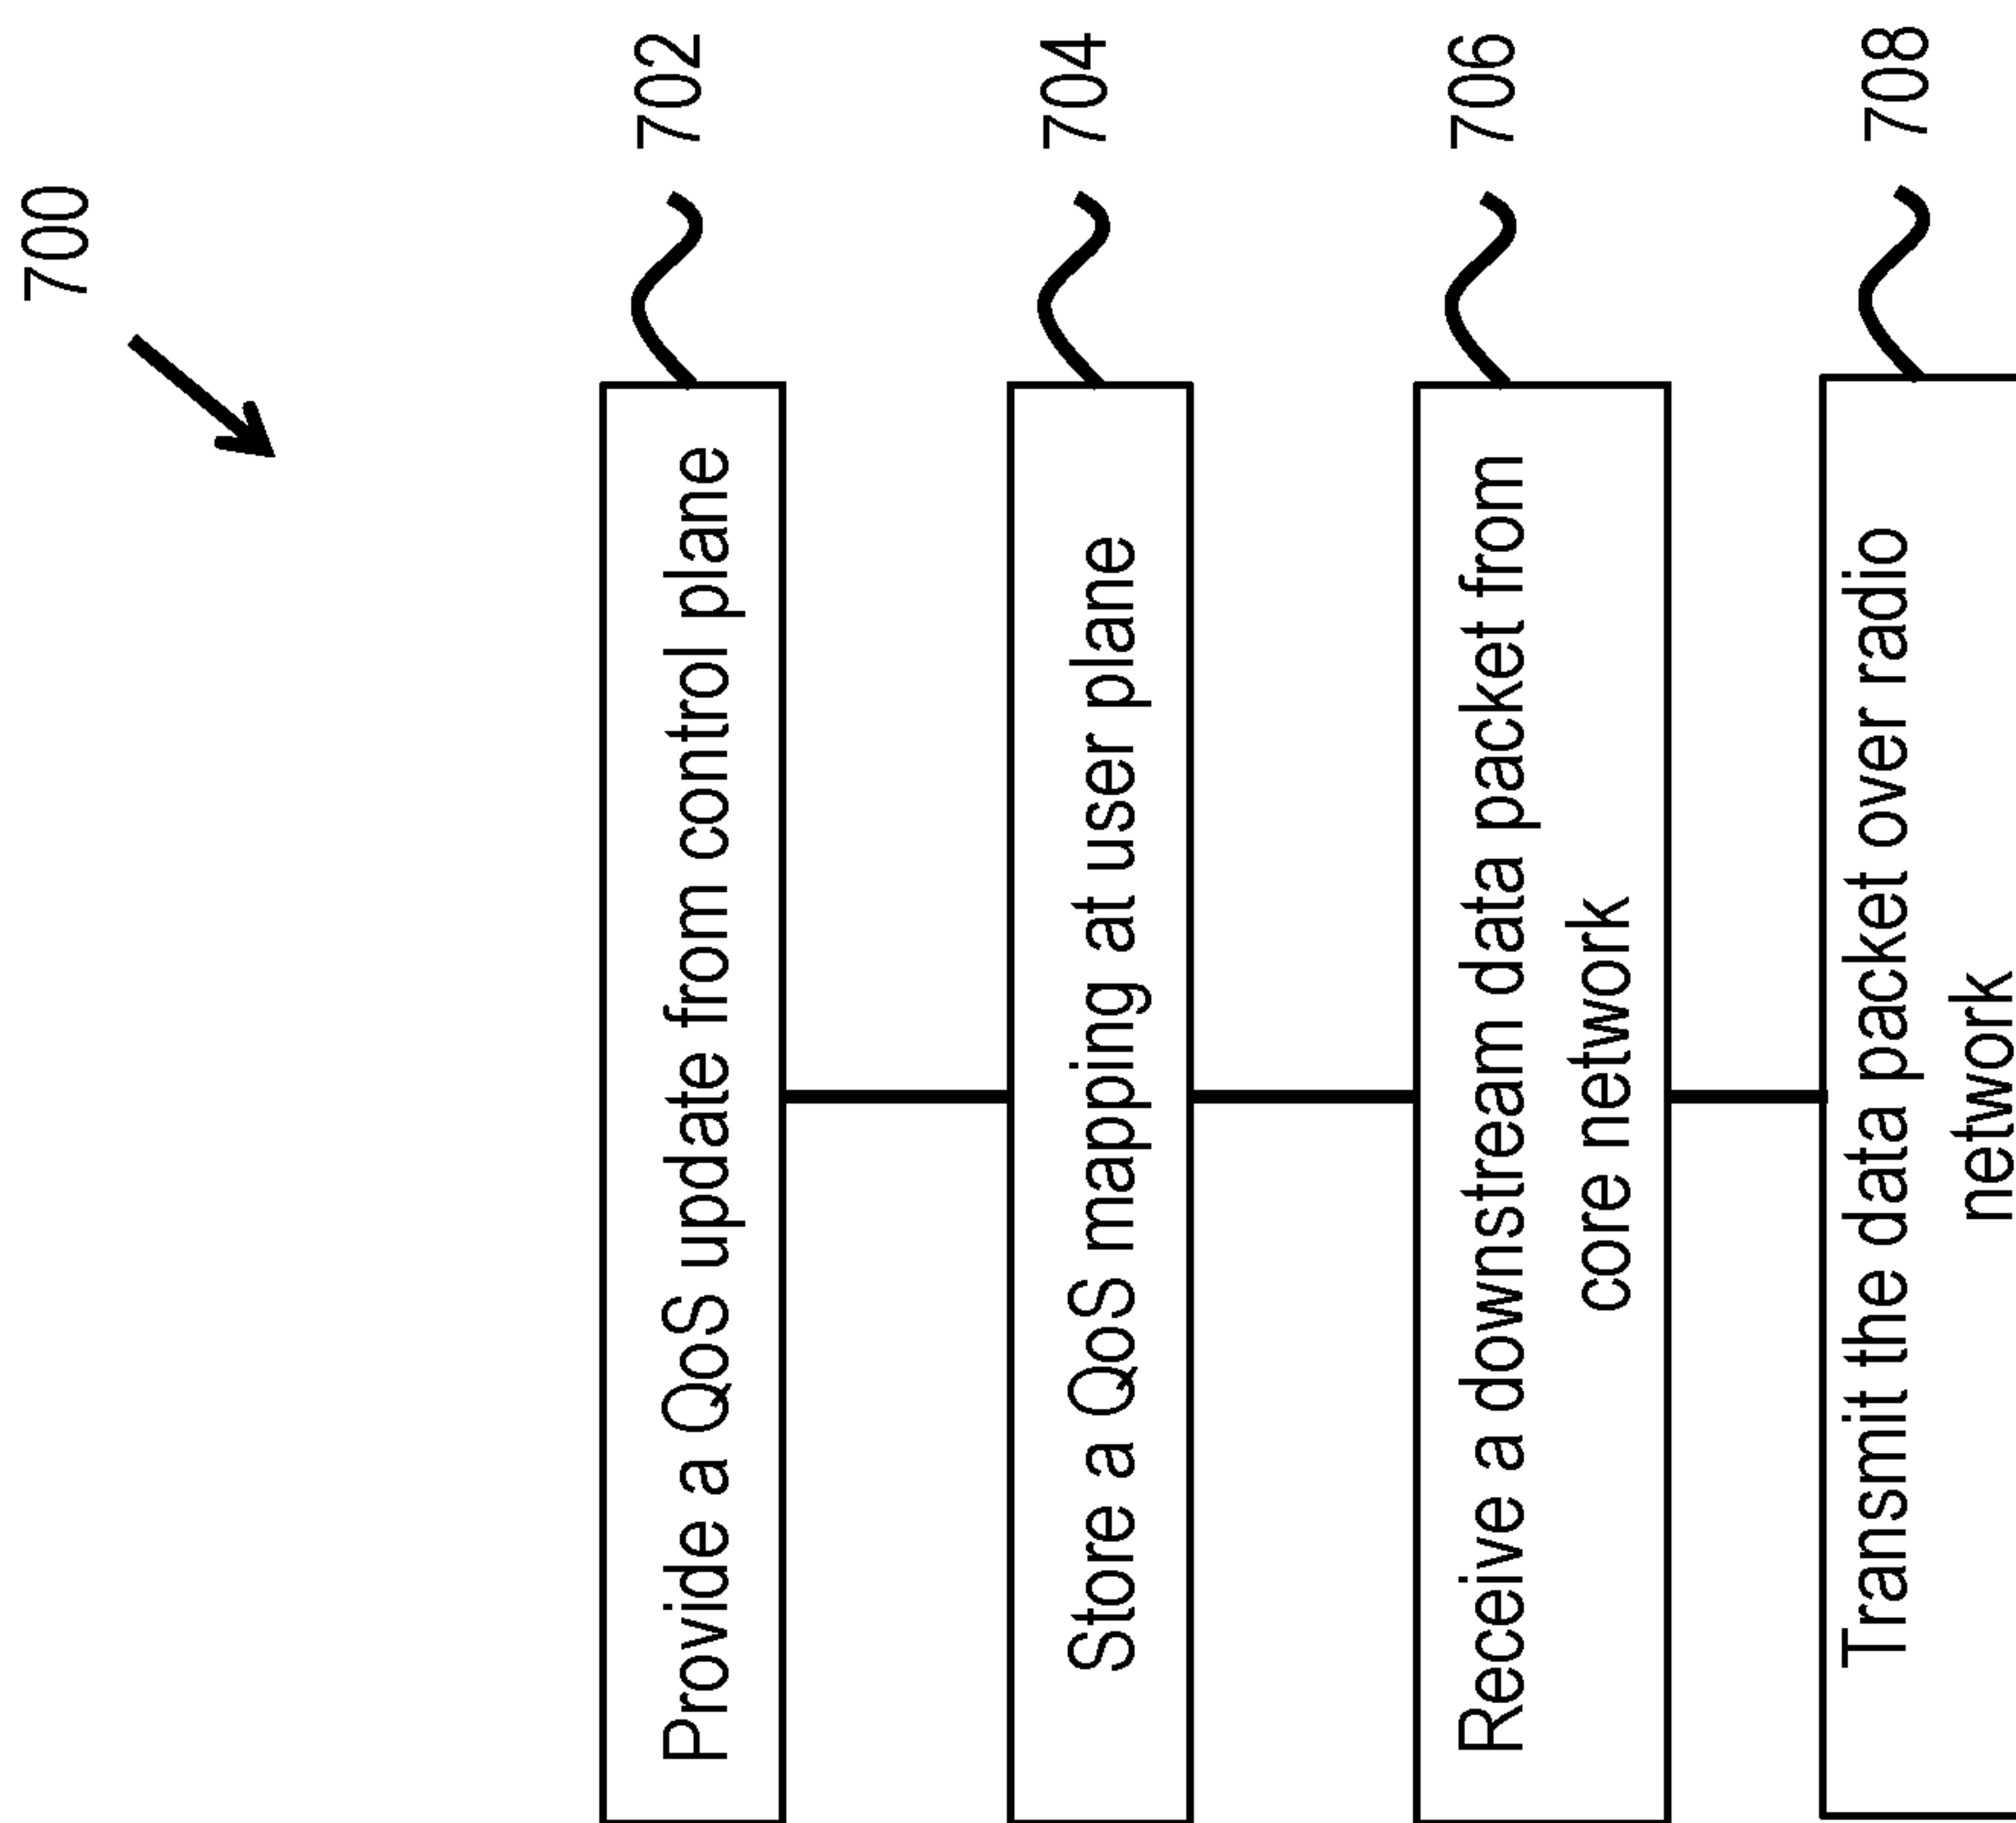 700
Provide a QoS update from control plane
702
Store a QoS mapping at user plane
704
Receive a downstream data packet from
core network
706
Transmit the data packet over radio
network
708